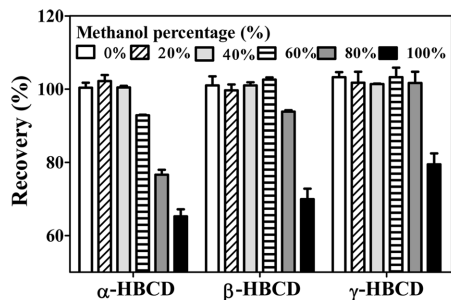 120
Methanol percentage (%)
0% 20% 40% 60% 80% 100%
100
80
60
Recovery (%)
α-HBCD β-HBCD γ-HBCD